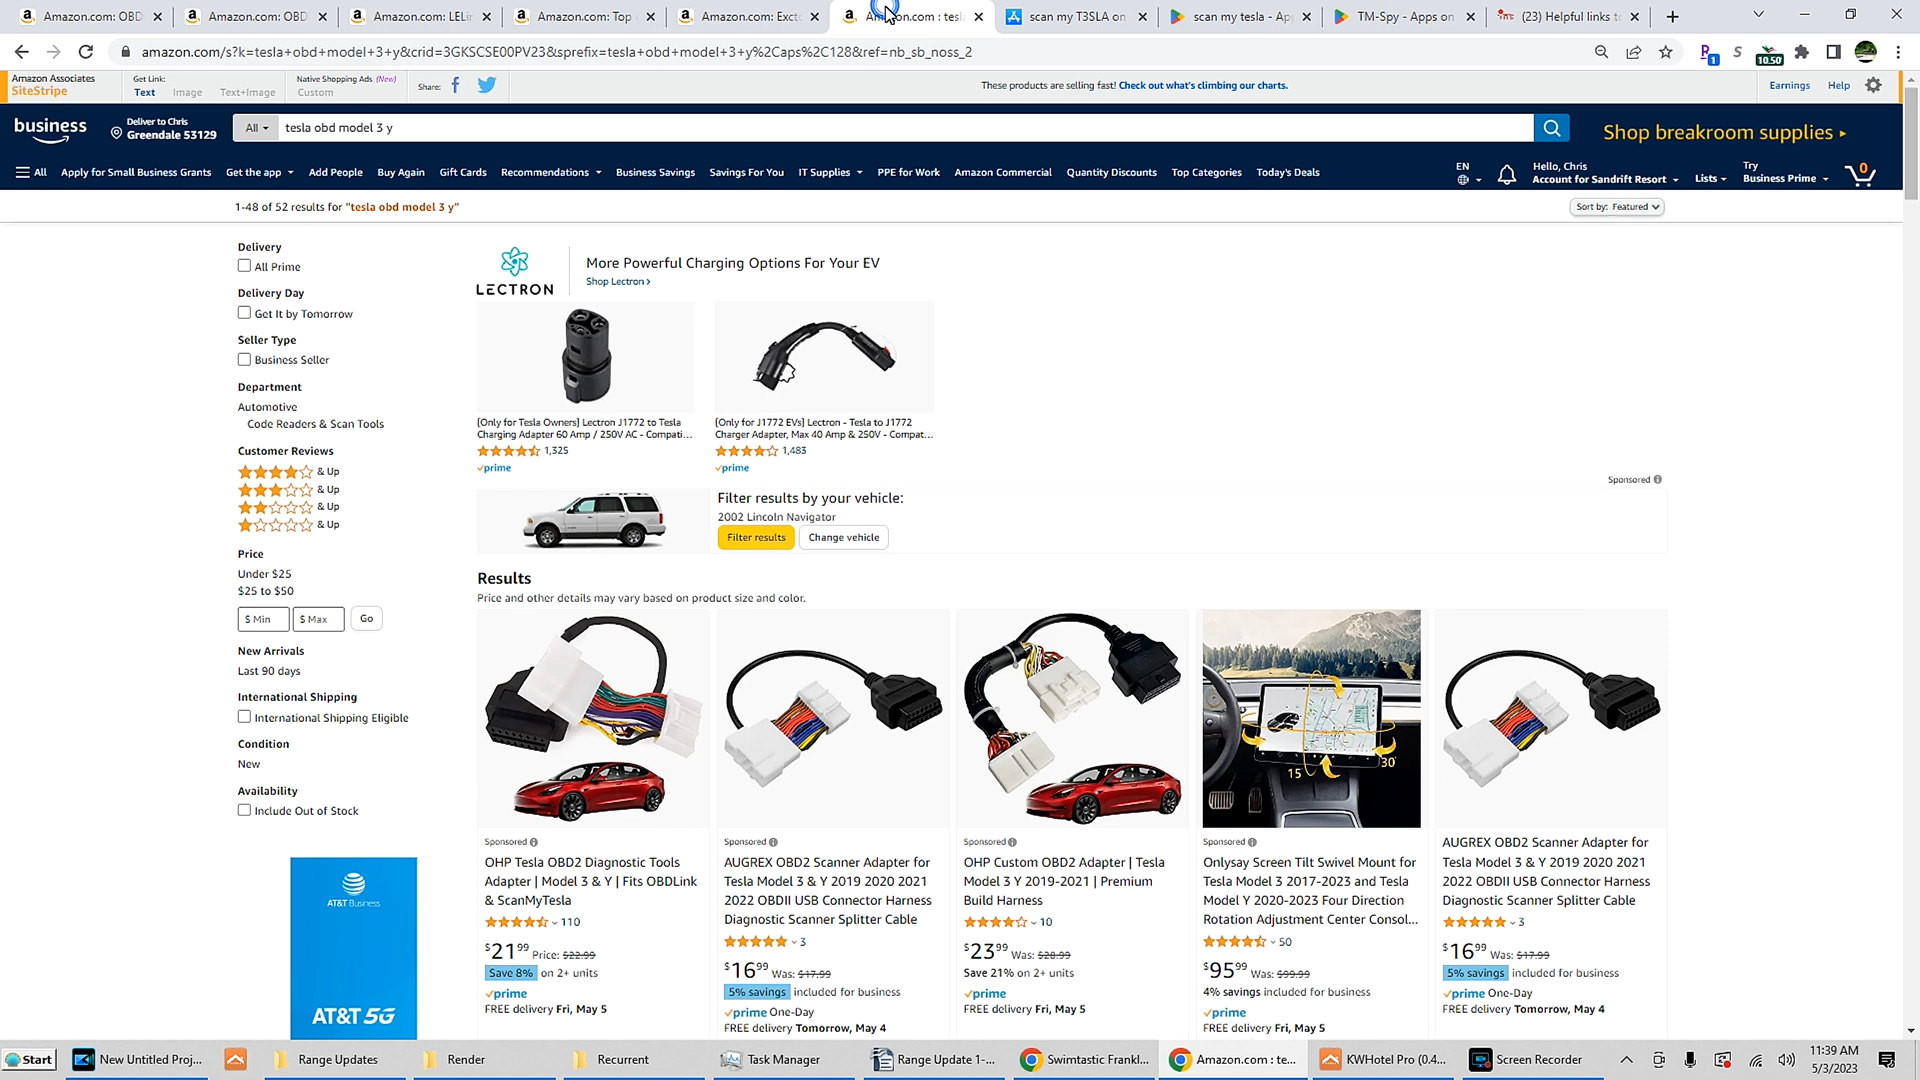 Amazon.com: OBD
Amazon.com: OBD
Amazon.com: LELin
Amazon.com: Top
Amazon.com: Excto
scan my T3SLA on
scan my tesla - Ap
TM-Spy - Apps on
(23) Helpful links to
amazon.com/s?k=tesla+obd+model+3+y&crid=3GKSCSE00PV23&sprefix=tesla+obd+model+3+y%2Caps%2C128&ref=nb_sb_noss_2
1
10.50
Amazon Associates
SiteStripe
Get Link:
Text Image Text+Image
Native Shopping Ads (New)
Custom
Share:
These products are selling fast! Check out what's climbing our charts.
Earnings Help
business
Deliver to Chris
Greendale 53129
All
tesla obd model 3 y
Shop breakroom supplies
All Apply for Small Business Grants Get the app Add People Buy Again Gift Cards Recommendations Business Savings Savings For You IT Supplies PPE for Work Amazon Commercial Quantity Discounts Top Categories Today's Deals
EN
Hello, Chris
Account for Sandrift Resort
Lists
Try
Business Prime
0
1-48 of 52 results for "tesla obd model 3 y"
Sort by: Featured
Delivery
All Prime
Delivery Day
Get It by Tomorrow
Seller Type
Business Seller
Department
Automotive
Code Readers & Scan Tools
Customer Reviews
& Up
& Up
& Up
& Up
Price
Under $25
$25 to $50
$ Min
$ Max
Go
New Arrivals
Last 90 days
International Shipping
International Shipping Eligible
Condition
New
Availability
Include Out of Stock
AT&T Business
AT&T 5G
LECTRON
More Powerful Charging Options For Your EV
Shop Lectron ›
[Only for Tesla Owners] Lectron J1772 to Tesla
Charging Adapter 60 Amp / 250V AC - Compati...
1,325
prime
[Only for J1772 EVs] Lectron - Tesla to J1772
Charger Adapter, Max 40 Amp & 250V - Compat...
1,483
prime
Sponsored
Filter results by your vehicle:
2002 Lincoln Navigator
Filter results
Change vehicle
Results
Price and other details may vary based on product size and color.
Sponsored
OHP Tesla OBD2 Diagnostic Tools
Adapter | Model 3 & Y | Fits OBDLink
& ScanMyTesla
110
$21.99 Price: $22.99
Save 8% on 2+ units
prime
FREE delivery Fri, May 5
Sponsored
AUGREX OBD2 Scanner Adapter for
Tesla Model 3 & Y 2019 2020 2021
2022 OBDII USB Connector Harness
Diagnostic Scanner Splitter Cable
3
$16.99 Was: $17.99
5% savings included for business
prime One-Day
FREE delivery Tomorrow, May 4
Sponsored
OHP Custom OBD2 Adapter | Tesla
Model 3 Y 2019-2021 | Premium
Build Harness
10
$23.99 Was: $28.99
Save 21% on 2+ units
prime
FREE delivery Fri, May 5
15
30
Sponsored
Onlysay Screen Tilt Swivel Mount for
Tesla Model 3 2017-2023 and Tesla
Model Y 2020-2023 Four Direction
Rotation Adjustment Center Consol...
50
$95.99 Was: $99.99
4% savings included for business
prime
FREE delivery Fri, May 5
AUGREX OBD2 Scanner Adapter for
Tesla Model 3 & Y 2019 2020 2021
2022 OBDII USB Connector Harness
Diagnostic Scanner Splitter Cable
3
$16.99 Was: $17.99
5% savings included for business
prime One-Day
FREE delivery Tomorrow, May 4
Start
New Untitled Proj...
Range Updates
Render
Recurrent
Task Manager
Range Update 1-...
Swimtastic Frankl...
Amazon.com : te...
KWHotel Pro (0.4...
Screen Recorder
11:39 AM
5/3/2023